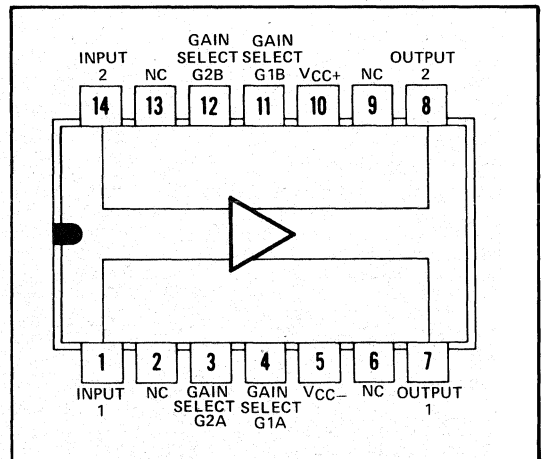 INPUT 2
NC
GAIN SELECT G2B
GAIN SELECT G1B
VCC+
NC
OUTPUT 2
14 13 12 11 10 9 8
1 2 3 4 5 6 7
INPUT 1
NC
GAIN SELECT G2A
GAIN SELECT G1A
VCC−
NC
OUTPUT 1